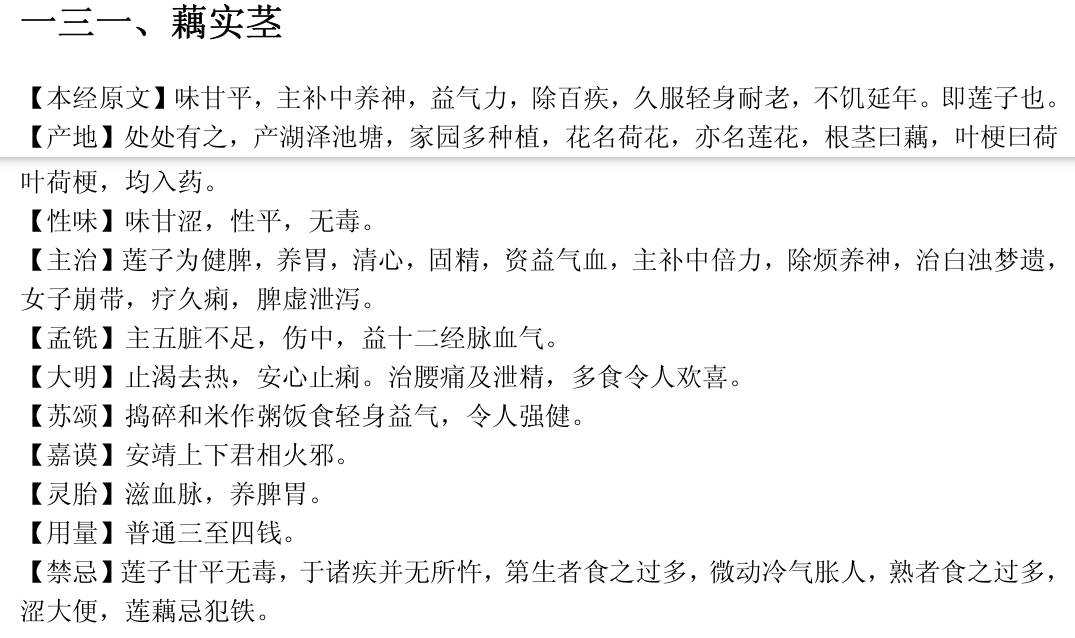 一三一、藕实茎
【本经原文】味甘平，主补中养神，益气力，除百疾，久服轻身耐老，不饥延年。即莲子也。
【产地】处处有之，产湖泽池塘，家园多种植，花名荷花，亦名莲花，根茎曰藕，叶梗曰荷
叶荷梗，均入药。
【性味】味甘涩，性平，无毒。
【主治】莲子为健脾，养胃，清心，固精，资益气血，主补中倍力，除烦养神，治白浊梦遗，
女子崩带，疗久痢，脾虚泄泻。
【孟铣】主五脏不足，伤中，益十二经脉血气。
【大明】止渴去热，安心止痢。治腰痛及泄精，多食令人欢喜。
【苏颂】捣碎和米作粥饭食轻身益气，令人强健。
【嘉谟】安靖上下君相火邪。
【灵胎】滋血脉，养脾胃。
【用量】普通三至四钱。
【禁忌】莲子甘平无毒，于诸疾并无所忤，第生者食之过多，微动冷气胀人，熟者食之过多，
涩大便，莲藕忌犯铁。